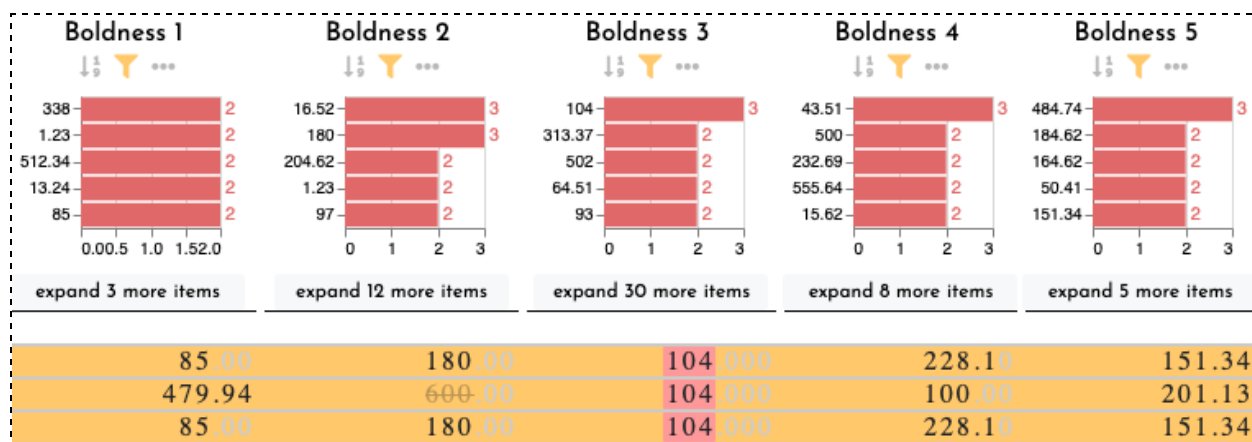 Boldness 1 Boldness 2 Boldness 3 Boldness 4 Boldness 5
338 2 16.52 3 104 3 43.51 3 484.74 3
1.23 2 180 3 313.37 2 500 2 184.62 2
512.34 2 204.62 2 502 2 232.69 2 164.62 2
13.24 2 1.23 2 64.51 2 555.64 2 50.41 2
85 2 97 2 93 2 15.62 2 151.34 2
0.0 0.5 1.0 1.5 2.0 0 1 2 3 0 1 2 3 0 1 2 3 0 1 2 3
expand 3 more items expand 12 more items expand 30 more items expand 8 more items expand 5 more items
85.00 180.00 104.000 228.10 151.34
479.94 600.00 104.000 100.00 201.13
85.00 180.00 104.000 228.10 151.34